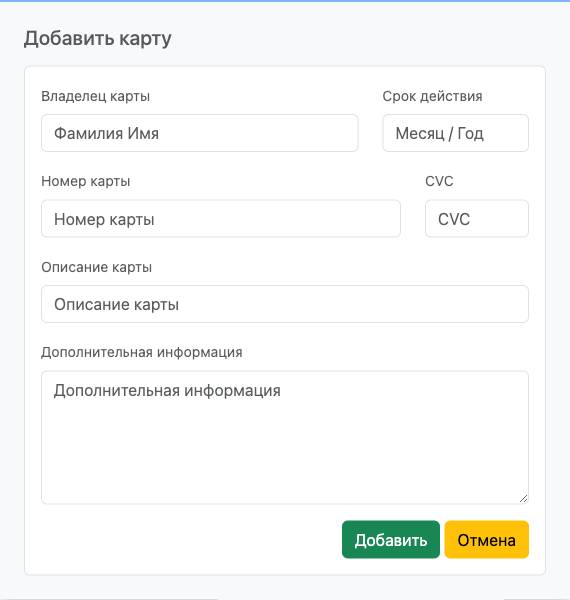 Добавить карту
Владелец карты
Срок действия
Фамилия Имя
Месяц / Год
Номер карты
CVC
Номер карты
CVC
Описание карты
Описание карты
Дополнительная информация
Дополнительная информация
Добавить
Отмена